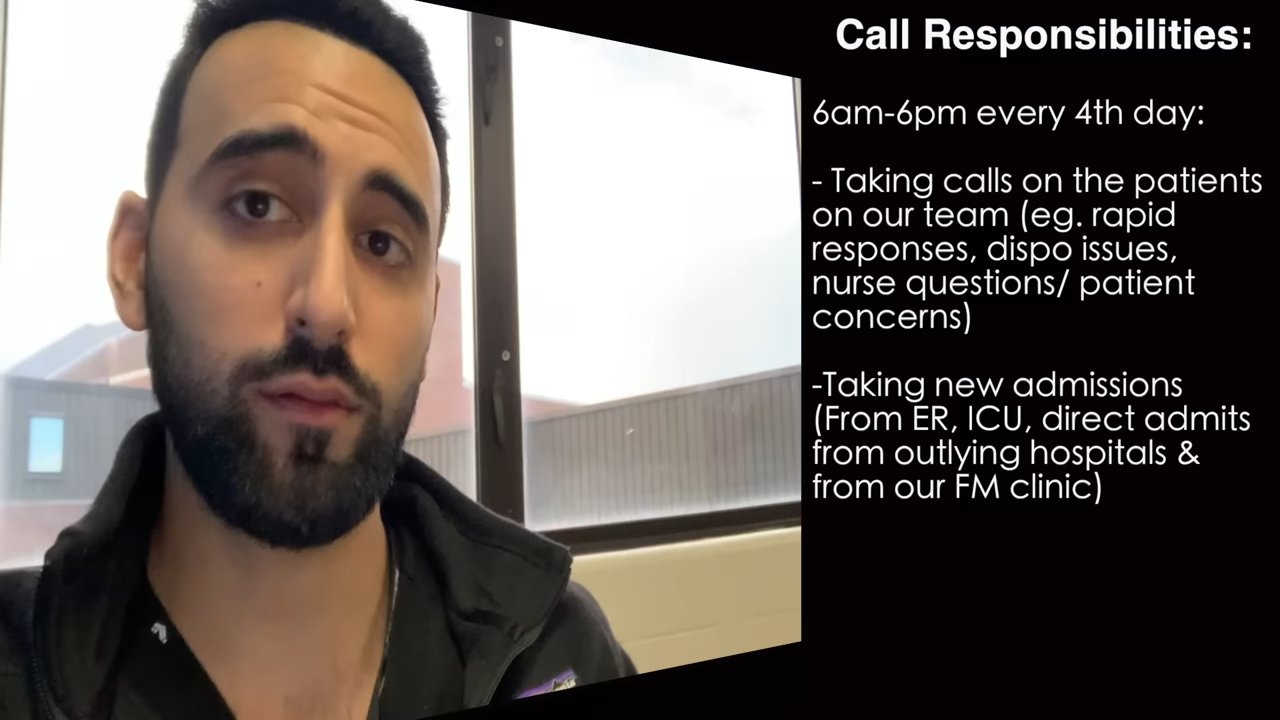 Call Responsibilities:
6am-6pm every 4th day:
- Taking calls on the patients
on our team (eg. rapid
responses, dispo issues,
nurse questions/ patient
concerns)
-Taking new admissions
(From ER, ICU, direct admits
from outlying hospitals &
from our FM clinic)